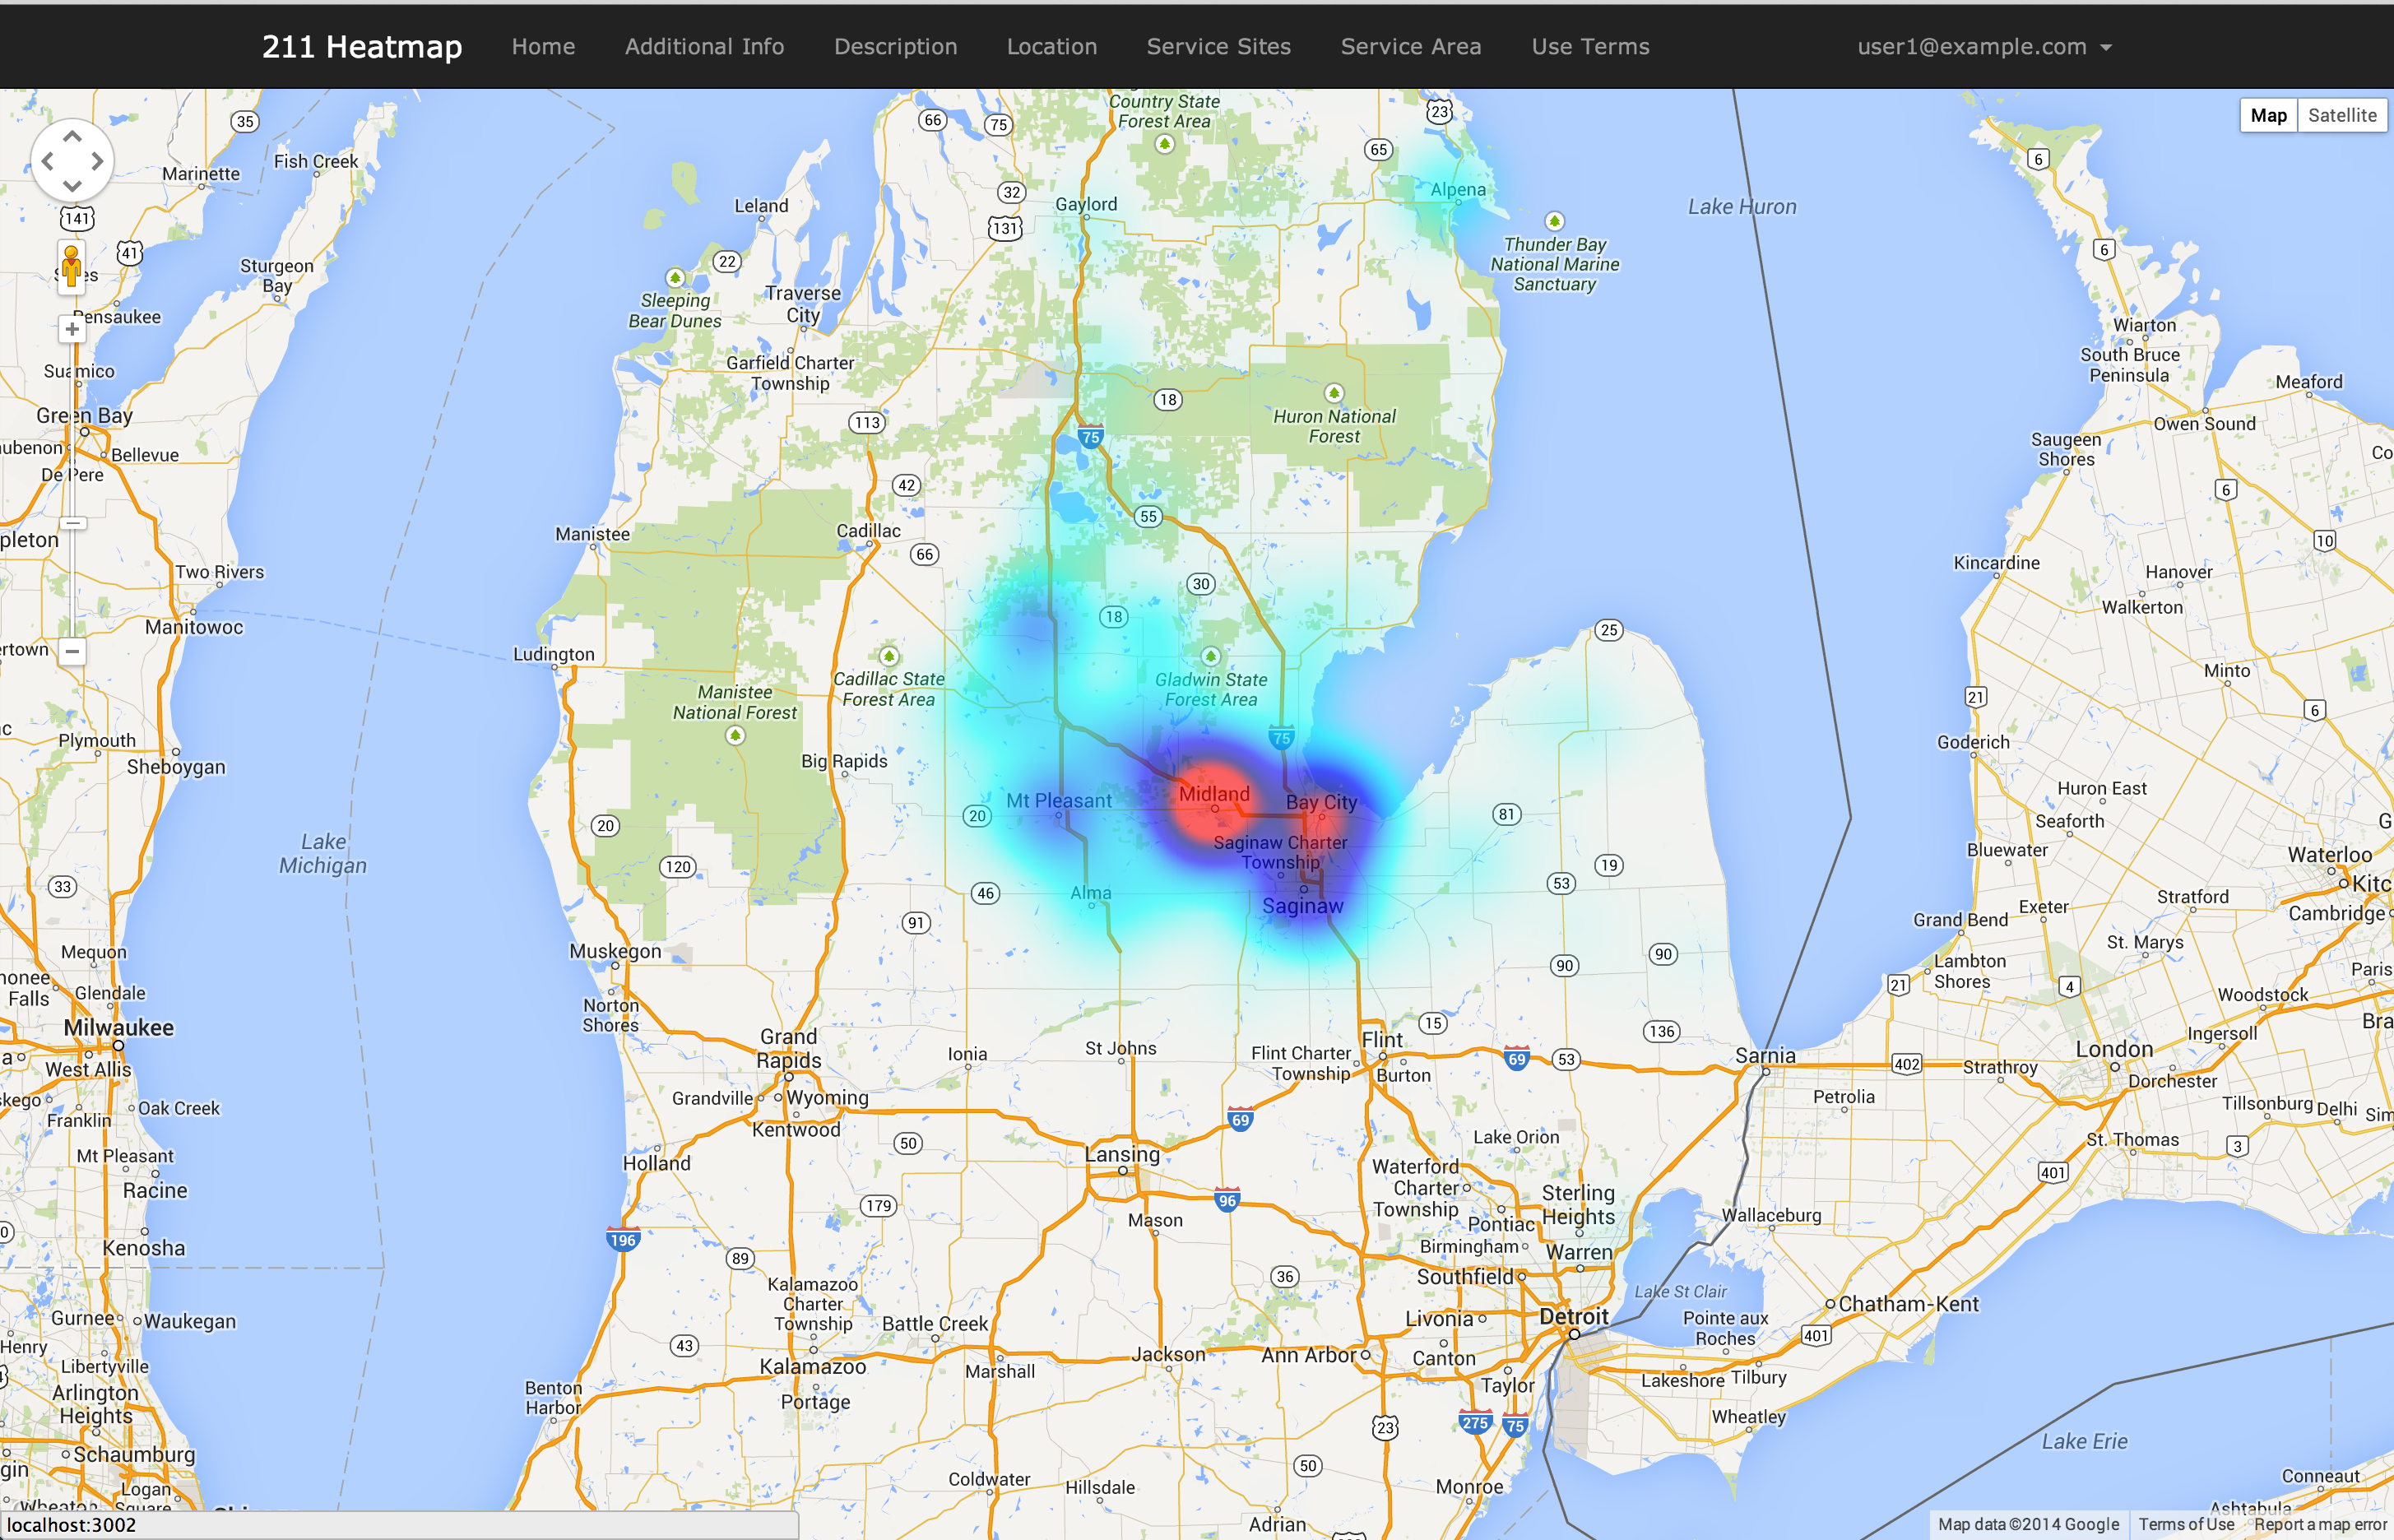 211 Heatmap Home Additional Info Description Location Service Sites Service Area Use Terms user1@example.com
Map Satellite
Country State
Forest Area
23
35
66
75
65
6
Fish Creek
Marinette
32
Alpena
141
Leland
Gaylord
Lake Huron
131
41
22
Thunder Bay
National Marine
Sanctuary
6
Sturgeon
Bay
Sleeping
Bear Dunes
Traverse
City
Pensaukee
Wiarton
South Bruce
Peninsula
Suamico
Garfield Charter
Township
Meaford
18
Green Bay
113
Huron National
Forest
Owen Sound
75
Saugeen
Shores
Bellevue
De Pere
42
6
55
Manistee
Cadillac
66
10
pleton
Two Rivers
30
Kincardine
Hanover
18
Walkerton
Manitowoc
25
Ludington
Cadillac State
Forest Area
Gladwin State
Forest Area
Minto
Manistee
National Forest
21
6
Plymouth
75
Goderich
Sheboygan
Big Rapids
Huron East
Mt Pleasant
Midland
Bay City
20
20
81
Seaforth
Lake
Michigan
Saginaw Charter
Township
Bluewater
Waterloo
120
19
33
46
Alma
53
Kitc
Saginaw
91
Exeter
Stratford
Cambridge
Grand Bend
Muskegon
St. Marys
Mequon
90
90
Lambton
Shores
Paris
Falls
Glendale
21
4
Woodstock
Norton
Shores
15
Milwaukee
136
Ingersoll
Grand
Rapids
Ionia
St Johns
Flint Charter
Township
Flint
69
53
Sarnia
402
London
Strathroy
West Allis
Burton
Dorchester
Grandville
Wyoming
Petrolia
Oak Creek
Franklin
69
Tillsonburg
Delhi
Kentwood
50
Lake Orion
St. Thomas
3
Mt Pleasant
Holland
Lansing
Waterford
Charter
Township
401
Racine
96
Sterling
Heights
179
Mason
Pontiac
Wallaceburg
196
Kenosha
89
Birmingham
Warren
36
Southfield
Kalamazoo
Charter
Township
Lake St Clair
Chatham-Kent
Gurnee
Waukegan
Battle Creek
Livonia
Detroit
Pointe aux
Roches
401
Henry
43
Libertyville
Kalamazoo
Marshall
Jackson
Ann Arbor
Canton
Arlington
Heights
Benton
Harbor
Portage
Taylor
Lakeshore
Tilbury
275
75
23
Wheatley
Schaumburg
Lake Erie
50
Coldwater
Hillsdale
Monroe
Conneaut
Logan
Square
Wheaton
Adrian
Ashtabula
localhost:3002
Map data ©2014 Google Terms of Use Report a map error